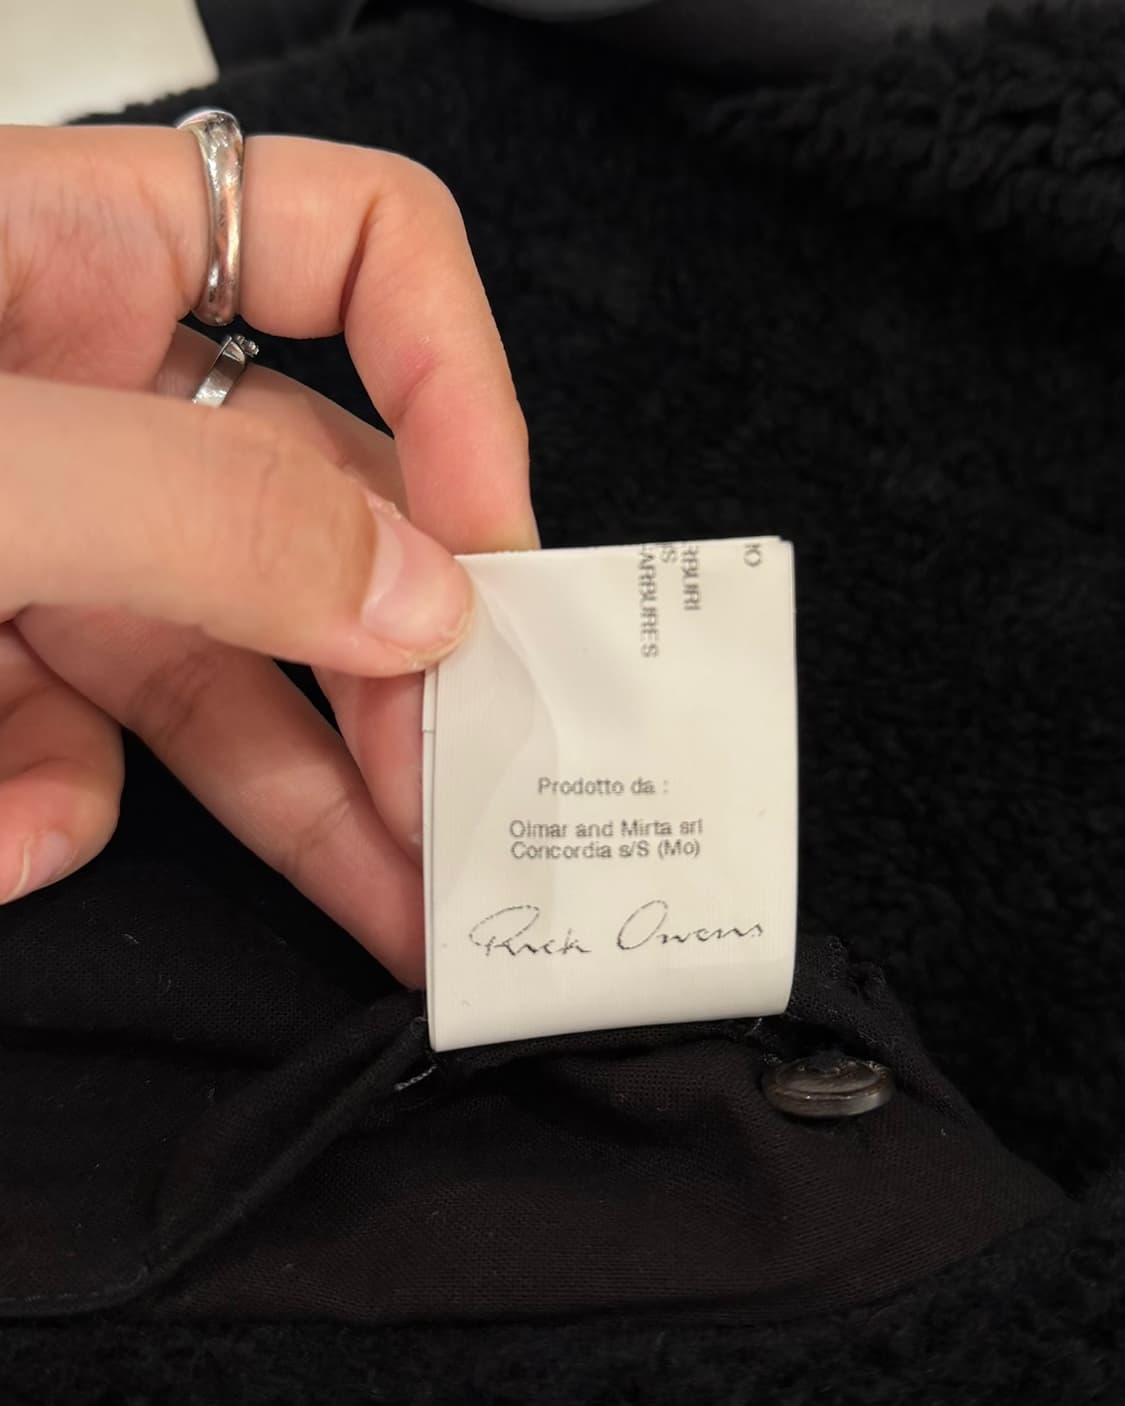 Prodotto da :
Olmar and Mirta srl
Concordia s/S (Mo)
Rick Owens